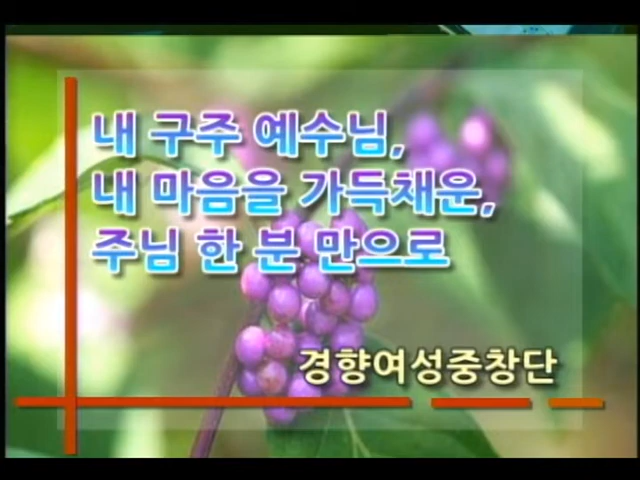 내 구주 예수님,
내 마음을 가득채운,
주님 한 분 만으로
경향여성중창단